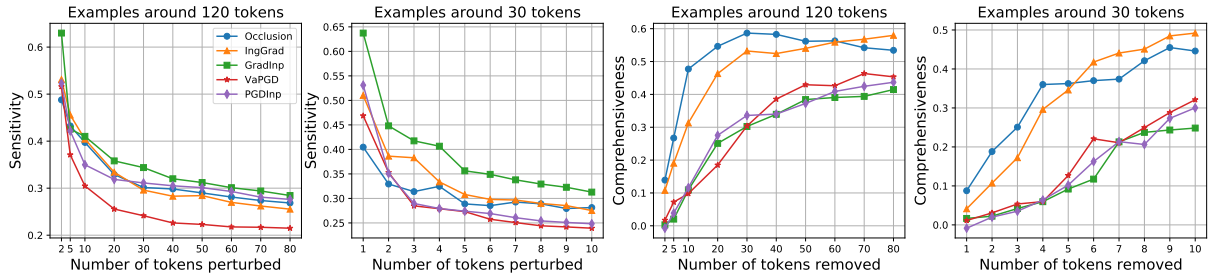 Examples around 120 tokens
Sensitivity
0.6
0.5
0.4
0.3
0.2
Occlusion
IngGrad
GradInp
VaPGD
PGDInp
2 5 10 20 30 40 50 60 70 80
Number of tokens perturbed
Examples around 30 tokens
Sensitivity
0.65
0.60
0.55
0.50
0.45
0.40
0.35
0.30
0.25
1 2 3 4 5 6 7 8 9 10
Number of tokens perturbed
Examples around 120 tokens
Comprehensiveness
0.6
0.5
0.4
0.3
0.2
0.1
0.0
2 5 10 20 30 40 50 60 70 80
Number of tokens removed
Examples around 30 tokens
Comprehensiveness
0.5
0.4
0.3
0.2
0.1
0.0
1 2 3 4 5 6 7 8 9 10
Number of tokens removed